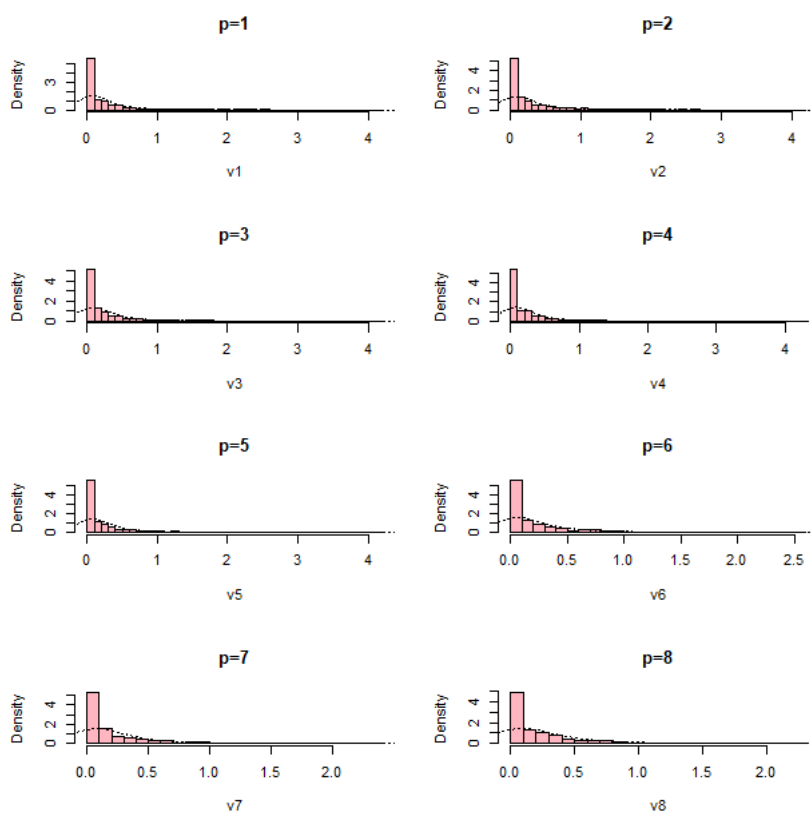 p=1
Density
0 3
0 1 2 3 4
v1
p=2
Density
0 2 4
0 1 2 3 4
v2
p=3
Density
0 2 4
0 1 2 3 4
v3
p=4
Density
0 2 4
0 1 2 3 4
v4
p=5
Density
0 2 4
0 1 2 3 4
v5
p=6
Density
0 2 4
0.0 0.5 1.0 1.5 2.0 2.5
v6
p=7
Density
0 2 4
0.0 0.5 1.0 1.5 2.0
v7
p=8
Density
0 2 4
0.0 0.5 1.0 1.5 2.0
v8